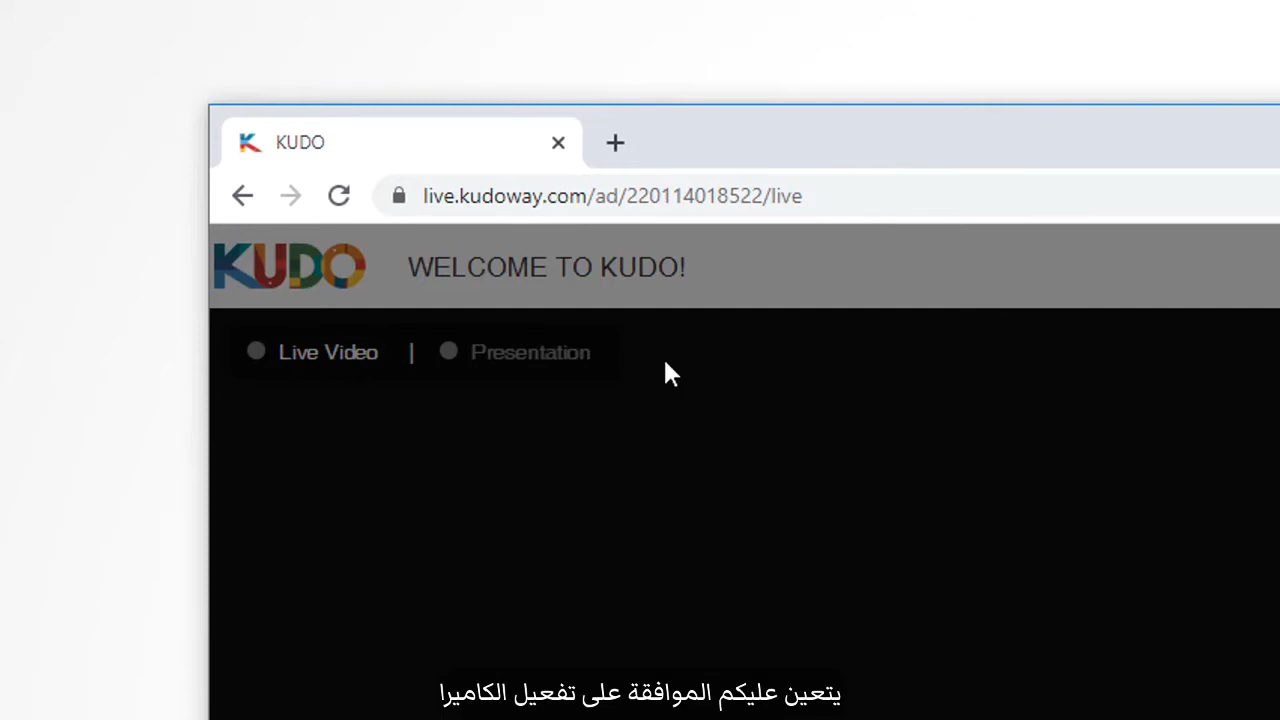 KUDO
live.kudoway.com/ad/220114018522/live
KUDO WELCOME TO KUDO!
Live Video | Presentation
يتعين عليكم الموافقة على تفعيل الكاميرا